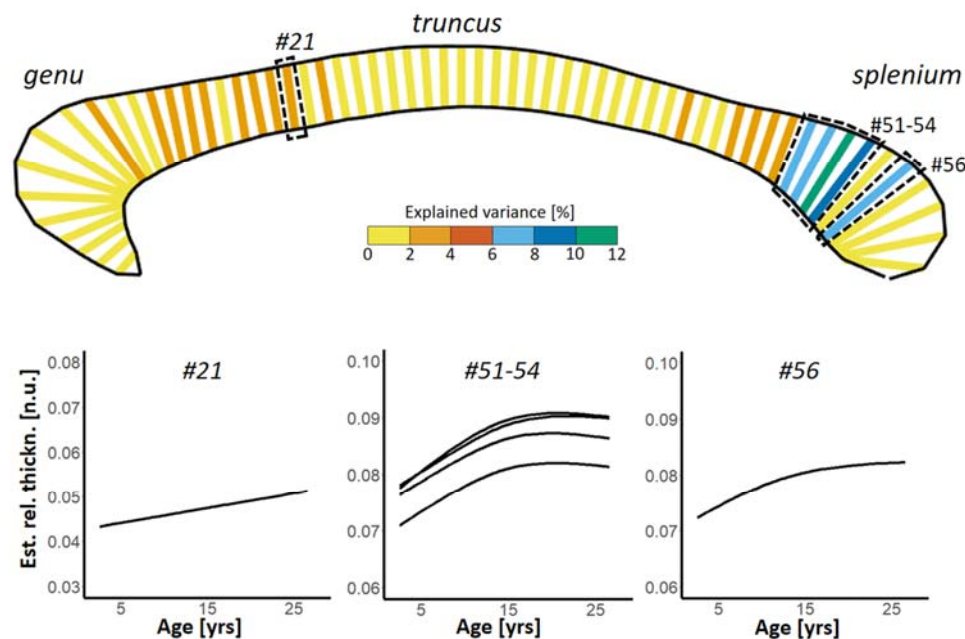 truncus
#21
genu
splenium
#51-54
#56
Explained variance [%]
0 2 4 6 8 10 12
Est. rel. thickn. [n.u.]
#21
0.08
0.07
0.06
0.05
0.04
0.03
5 15 25
Age [yrs]
#51-54
0.10
0.09
0.08
0.07
0.06
5 15 25
Age [yrs]
#56
0.10
0.09
0.08
0.07
0.06
5 15 25
Age [yrs]